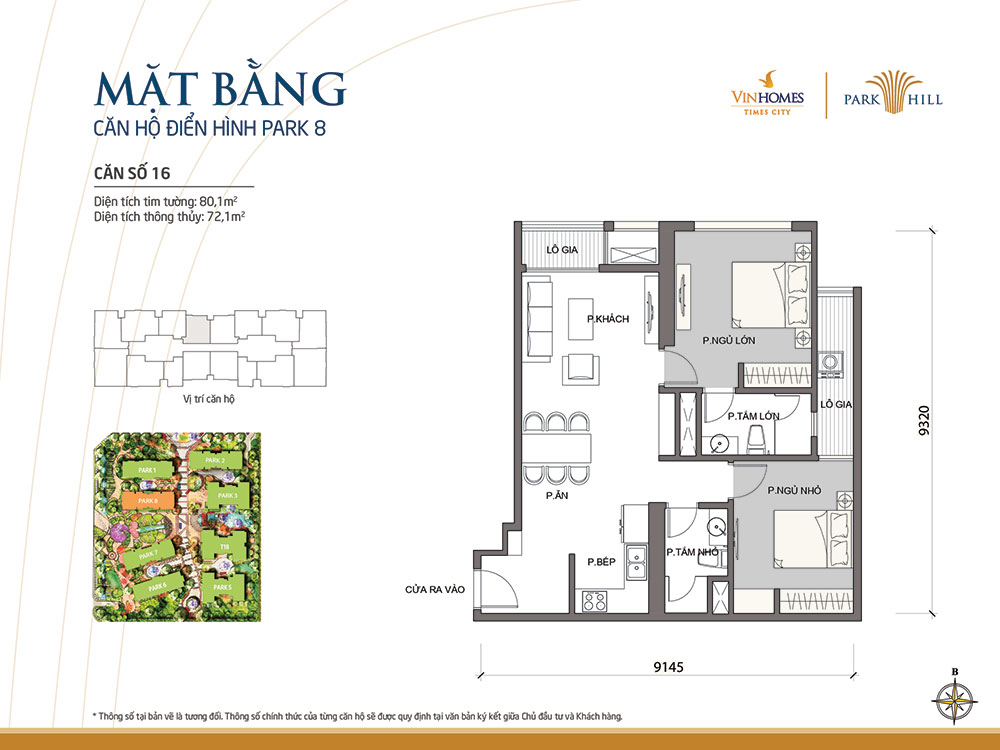 MẶT BẰNG
CĂN HỘ ĐIỂN HÌNH PARK 8
VINHOMES
TIMES CITY
PARK HILL
CĂN SỐ 16
Diện tích tim tường: 80,1m²
Diện tích thông thủy: 72,1m²
Vị trí căn hộ
PARK 1
PARK 2
PARK 8
PARK 3
PARK 7
T18
PARK 6
PARK 5
LÔ GIA
P.KHÁCH
P.NGỦ LỚN
LÔ GIA
P.TẮM LỚN
P.ĂN
P.NGỦ NHỎ
P.BẾP
P.TẮM NHỎ
CỬA RA VÀO
9320
9145
B
* Thông số tại bản vẽ là tương đối. Thông số chính thức của từng căn hộ sẽ được quy định tại văn bản ký kết giữa Chủ đầu tư và Khách hàng.